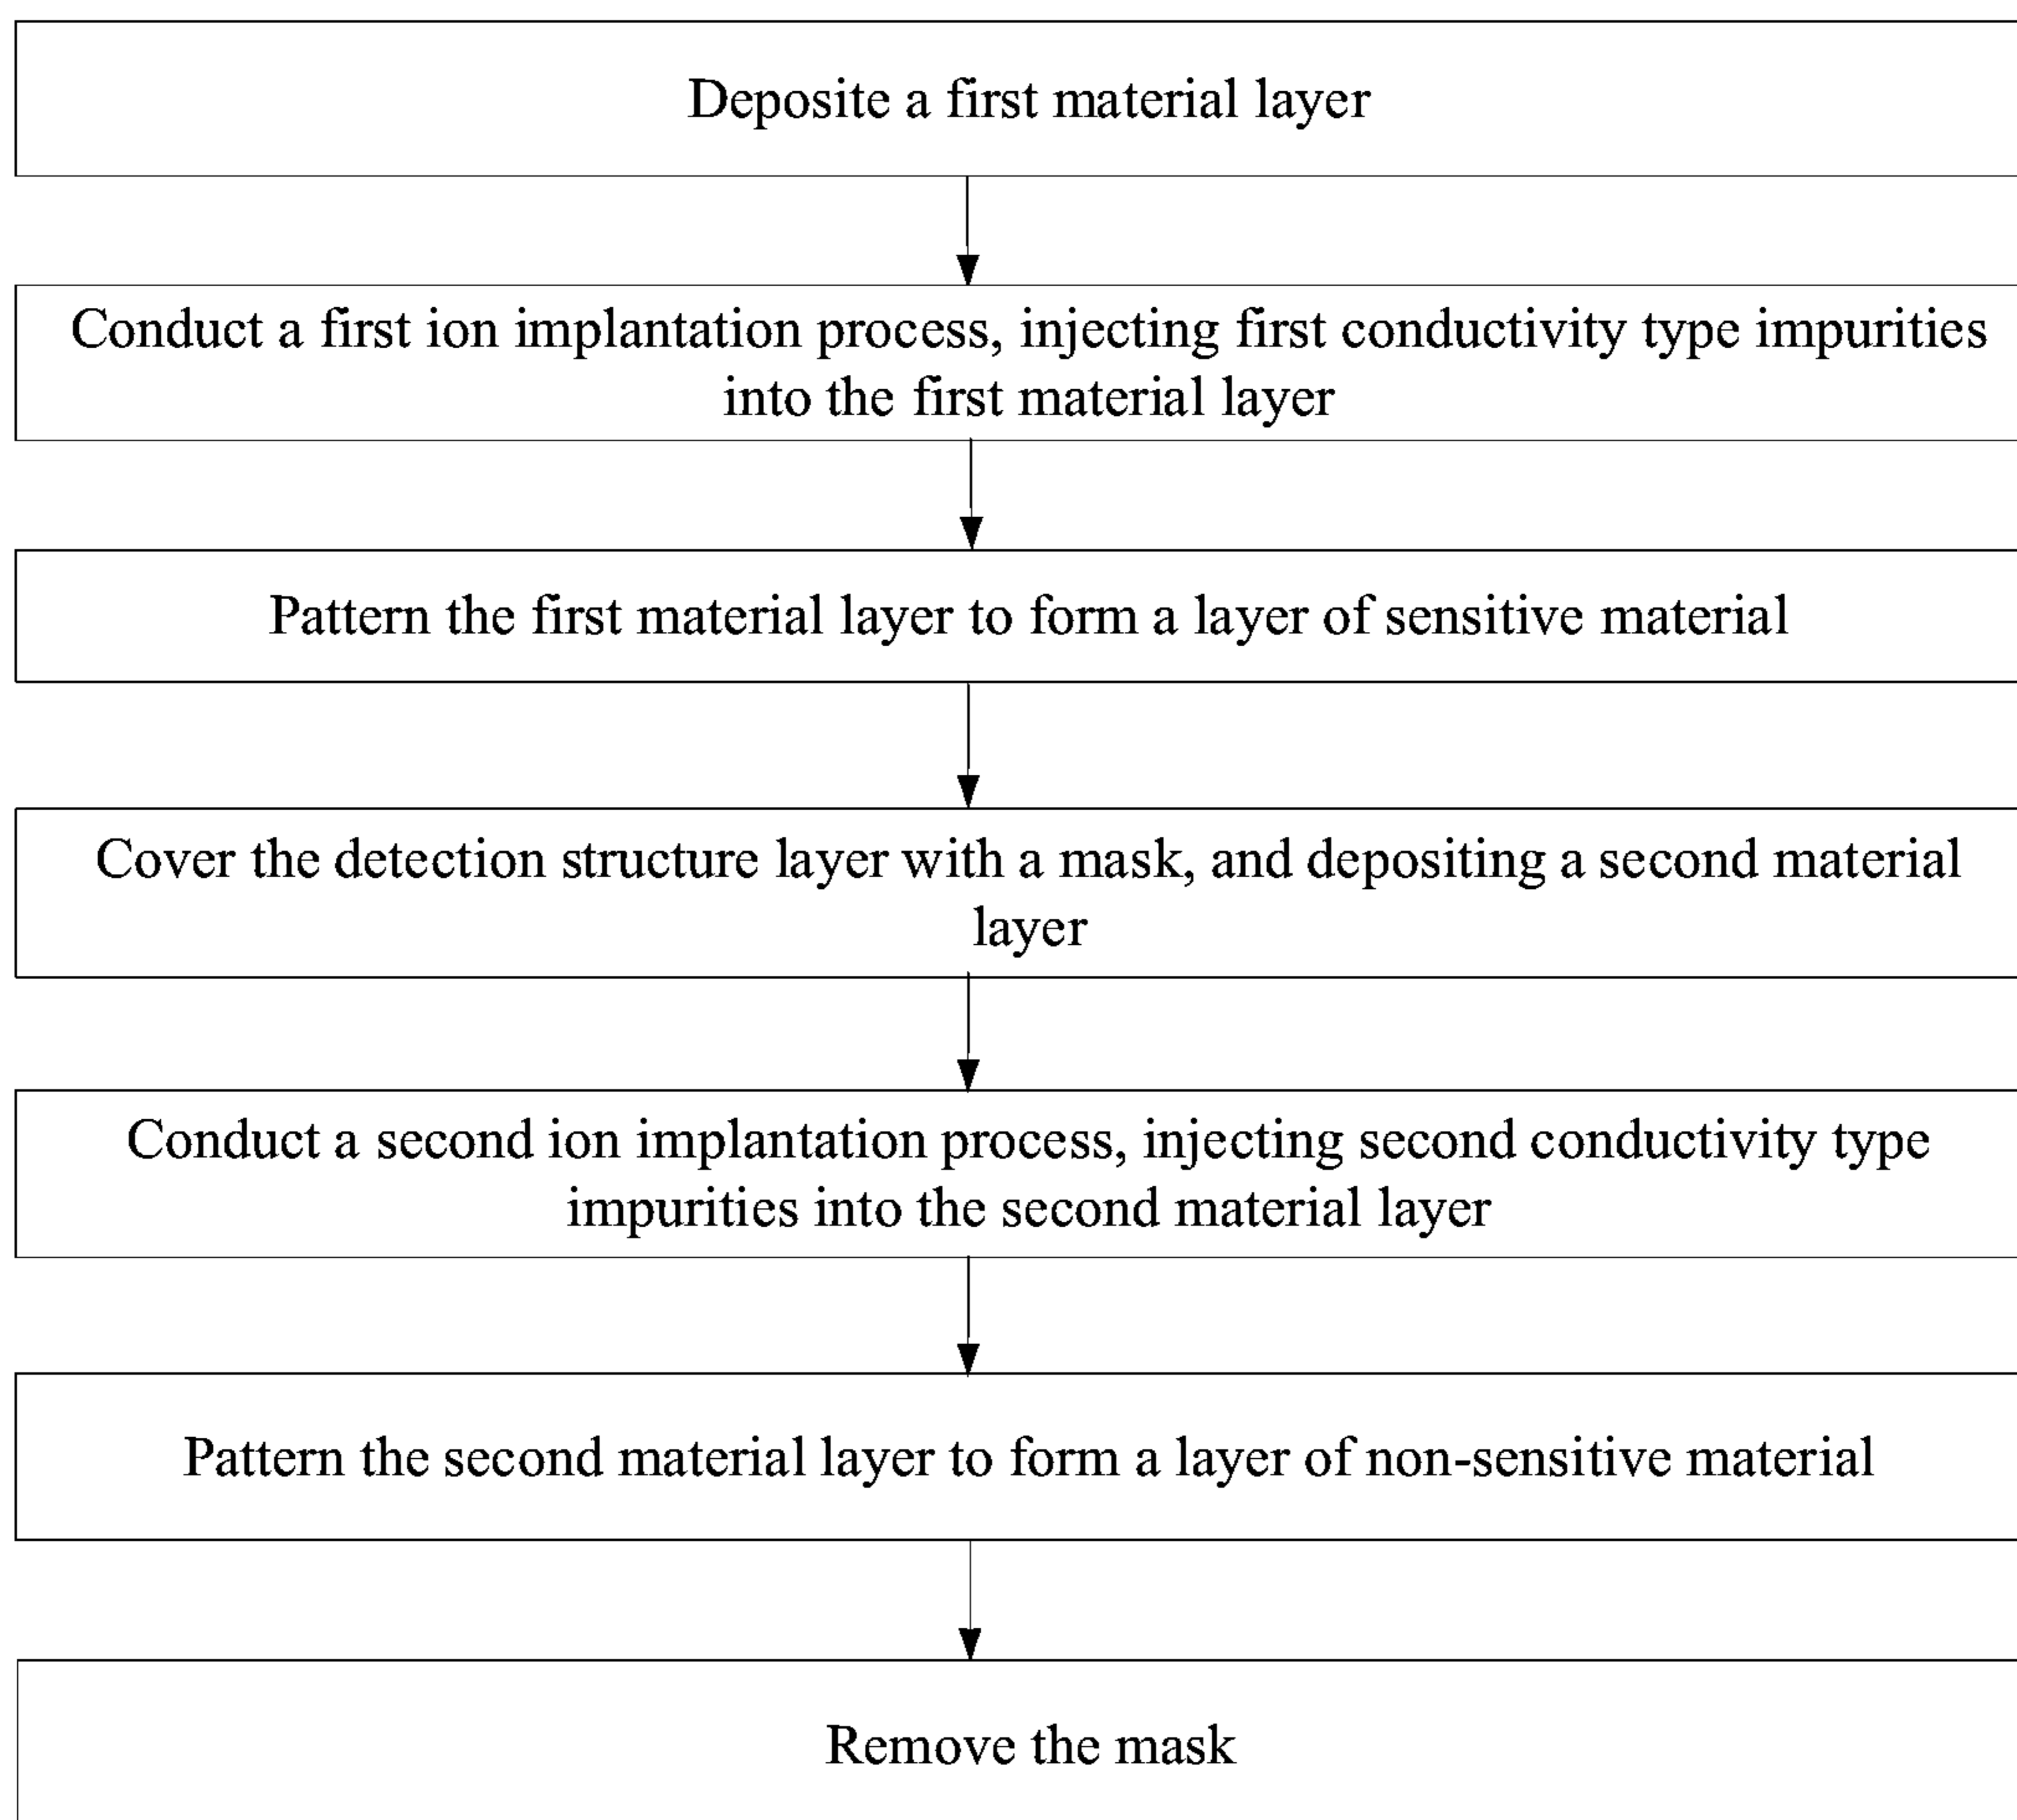 Deposite a first material layer
Conduct a first ion implantation process, injecting first conductivity type impurities
into the first material layer
Pattern the first material layer to form a layer of sensitive material
Cover the detection structure layer with a mask, and depositing a second material
layer
Conduct a second ion implantation process, injecting second conductivity type
impurities into the second material layer
Pattern the second material layer to form a layer of non-sensitive material
Remove the mask